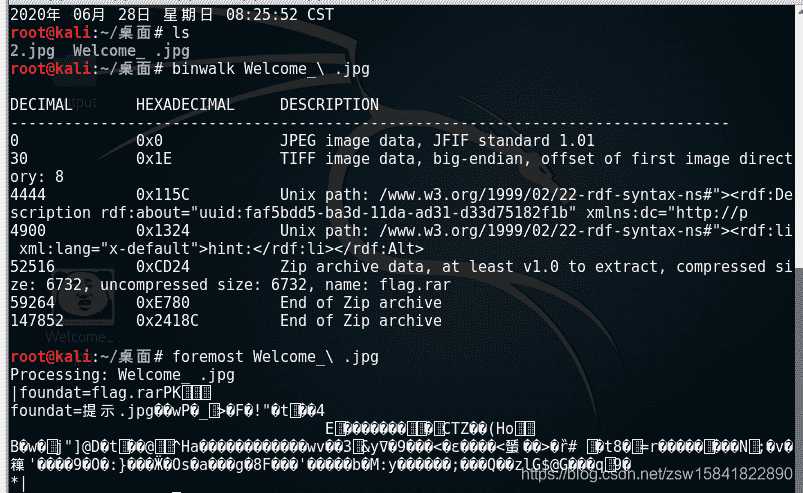 2020年 06月 28日 星期日 08:25:52 CST
root@kali:~/桌面# ls
2.jpg  Welcome_ .jpg
root@kali:~/桌面# binwalk Welcome_\ .jpg
DECIMAL       HEXADECIMAL     DESCRIPTION
--------------------------------------------------------------------------------
0             0x0             JPEG image data, JFIF standard 1.01
30            0x1E            TIFF image data, big-endian, offset of first image direct
ory: 8
4444          0x115C          Unix path: /www.w3.org/1999/02/22-rdf-syntax-ns#"><rdf:De
scription rdf:about="uuid:faf5bdd5-ba3d-11da-ad31-d33d75182f1b" xmlns:dc="http://p
4900          0x1324          Unix path: /www.w3.org/1999/02/22-rdf-syntax-ns#"><rdf:li
 xml:lang="x-default">hint:</rdf:li></rdf:Alt>
52516         0xCD24          Zip archive data, at least v1.0 to extract, compressed si
ze: 6732, uncompressed size: 6732, name: flag.rar
59264         0xE780          End of Zip archive
147852        0x2418C         End of Zip archive
Welcome_
root@kali:~/桌面# foremost Welcome_\ .jpg
Processing: Welcome_ .jpg
|foundat=flag.rarPK
foundat=提示.jpg
*|
https://blog.csdn.net/zsw15841822890